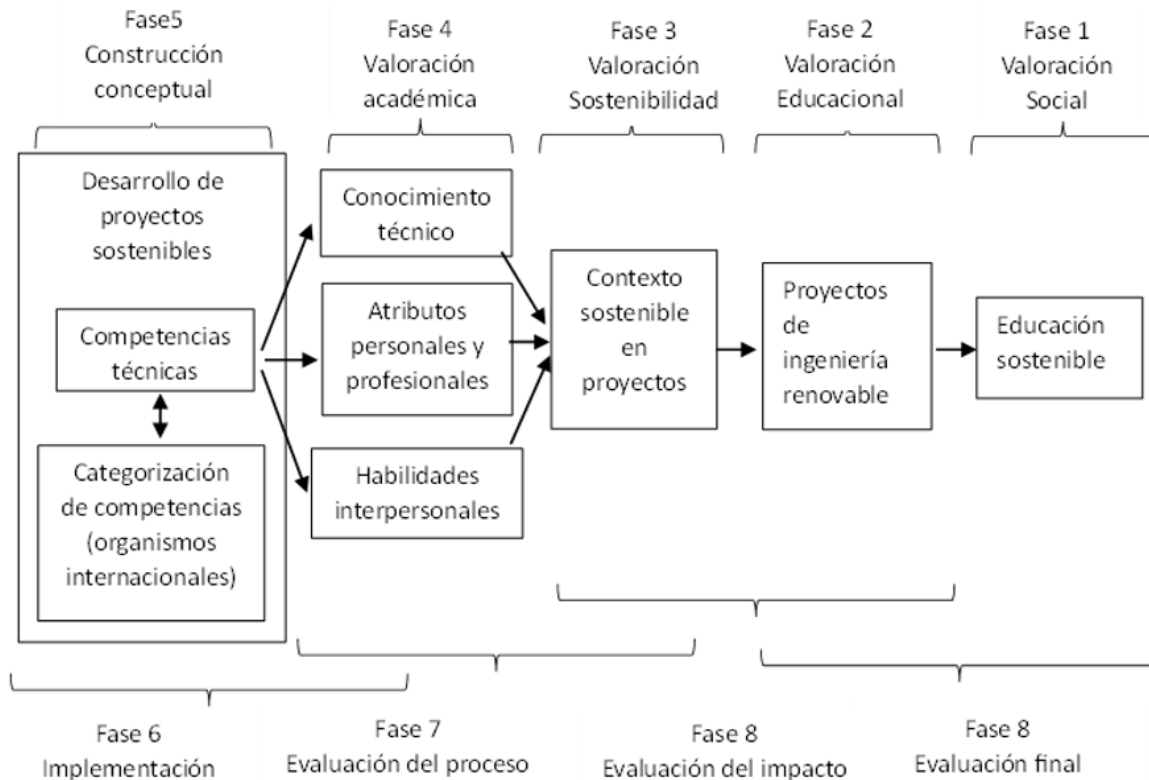 Fase5
Construcción
conceptual
Fase 4
Valoración
académica
Fase 3
Valoración
Sostenibilidad
Fase 2
Valoración
Educacional
Fase 1
Valoración
Social
Desarrollo de
proyectos
sostenibles
Competencias
técnicas
Categorización
de competencias
(organismos
internacionales)
Conocimiento
técnico
Atributos
personales y
profesionales
Habilidades
interpersonales
Contexto
sostenible
en
proyectos
Proyectos
de
ingeniería
renovable
Educación
sostenible
Fase 6
Implementación
Fase 7
Evaluación del proceso
Fase 8
Evaluación del impacto
Fase 8
Evaluación final